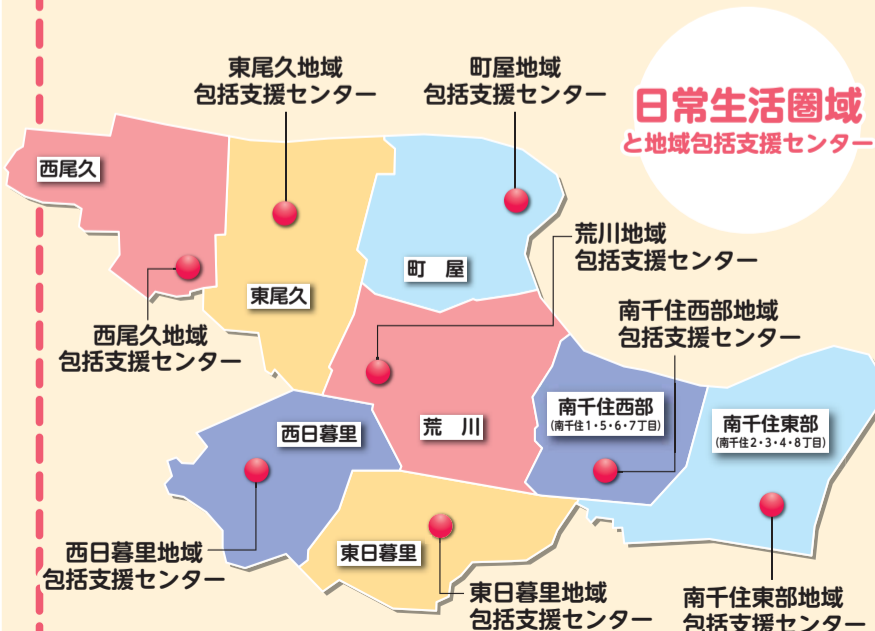 日常生活圏域
と地域包括支援センター
東尾久地域
包括支援センター
町屋地域
包括支援センター
西尾久
荒川地域
包括支援センター
町 屋
東尾久
南千住西部地域
包括支援センター
西尾久地域
包括支援センター
南千住西部
(南千住1・5・6・7丁目)
南千住東部
(南千住2・3・4・8丁目)
荒 川
西日暮里
東日暮里
西日暮里地域
包括支援センター
東日暮里地域
包括支援センター
南千住東部地域
包括支援センター